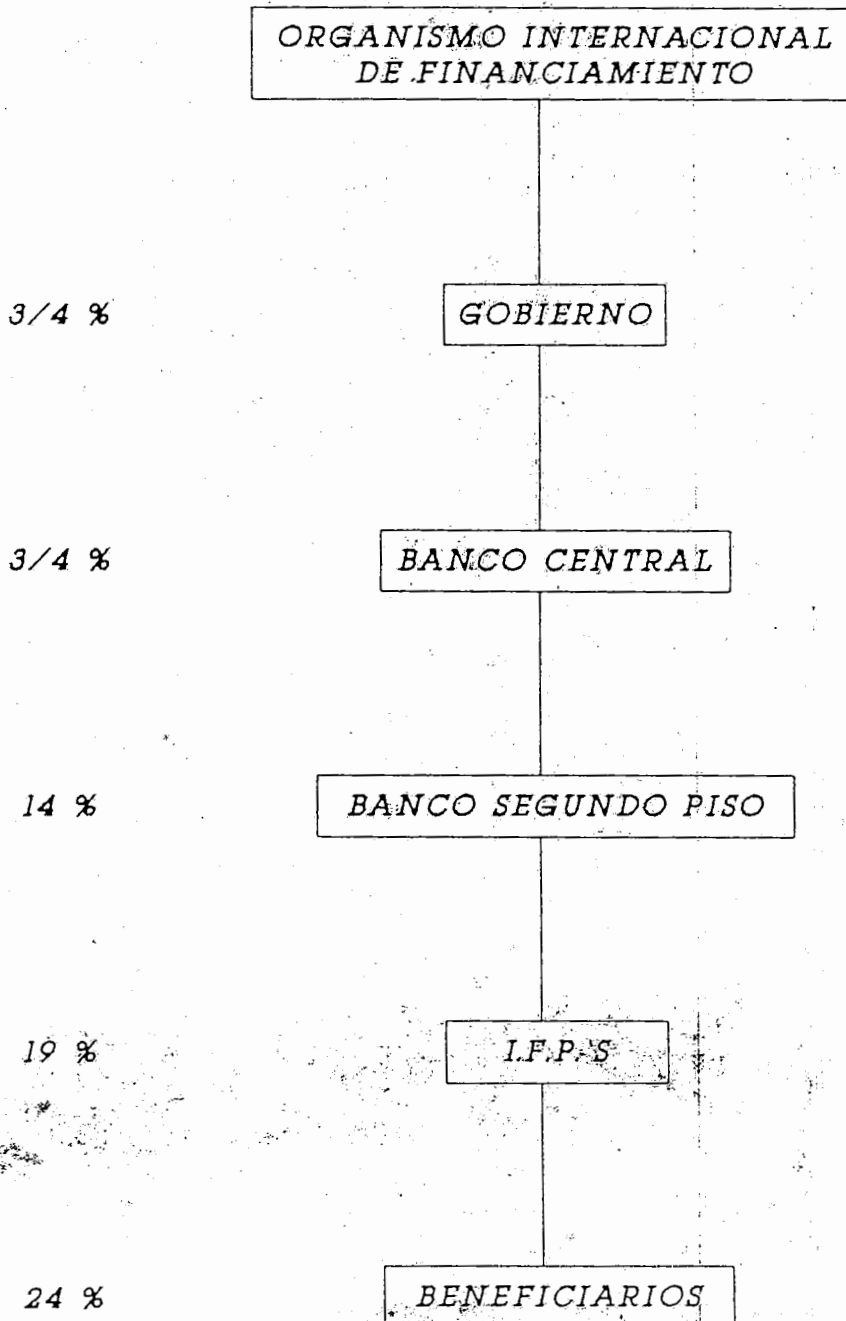 ORGANISMO INTERNACIONAL
DE FINANCIAMIENTO
3/4 % GOBIERNO
3/4 % BANCO CENTRAL
14 % BANCO SEGUNDO PISO
19 % I.F.P.S
24 % BENEFICIARIOS